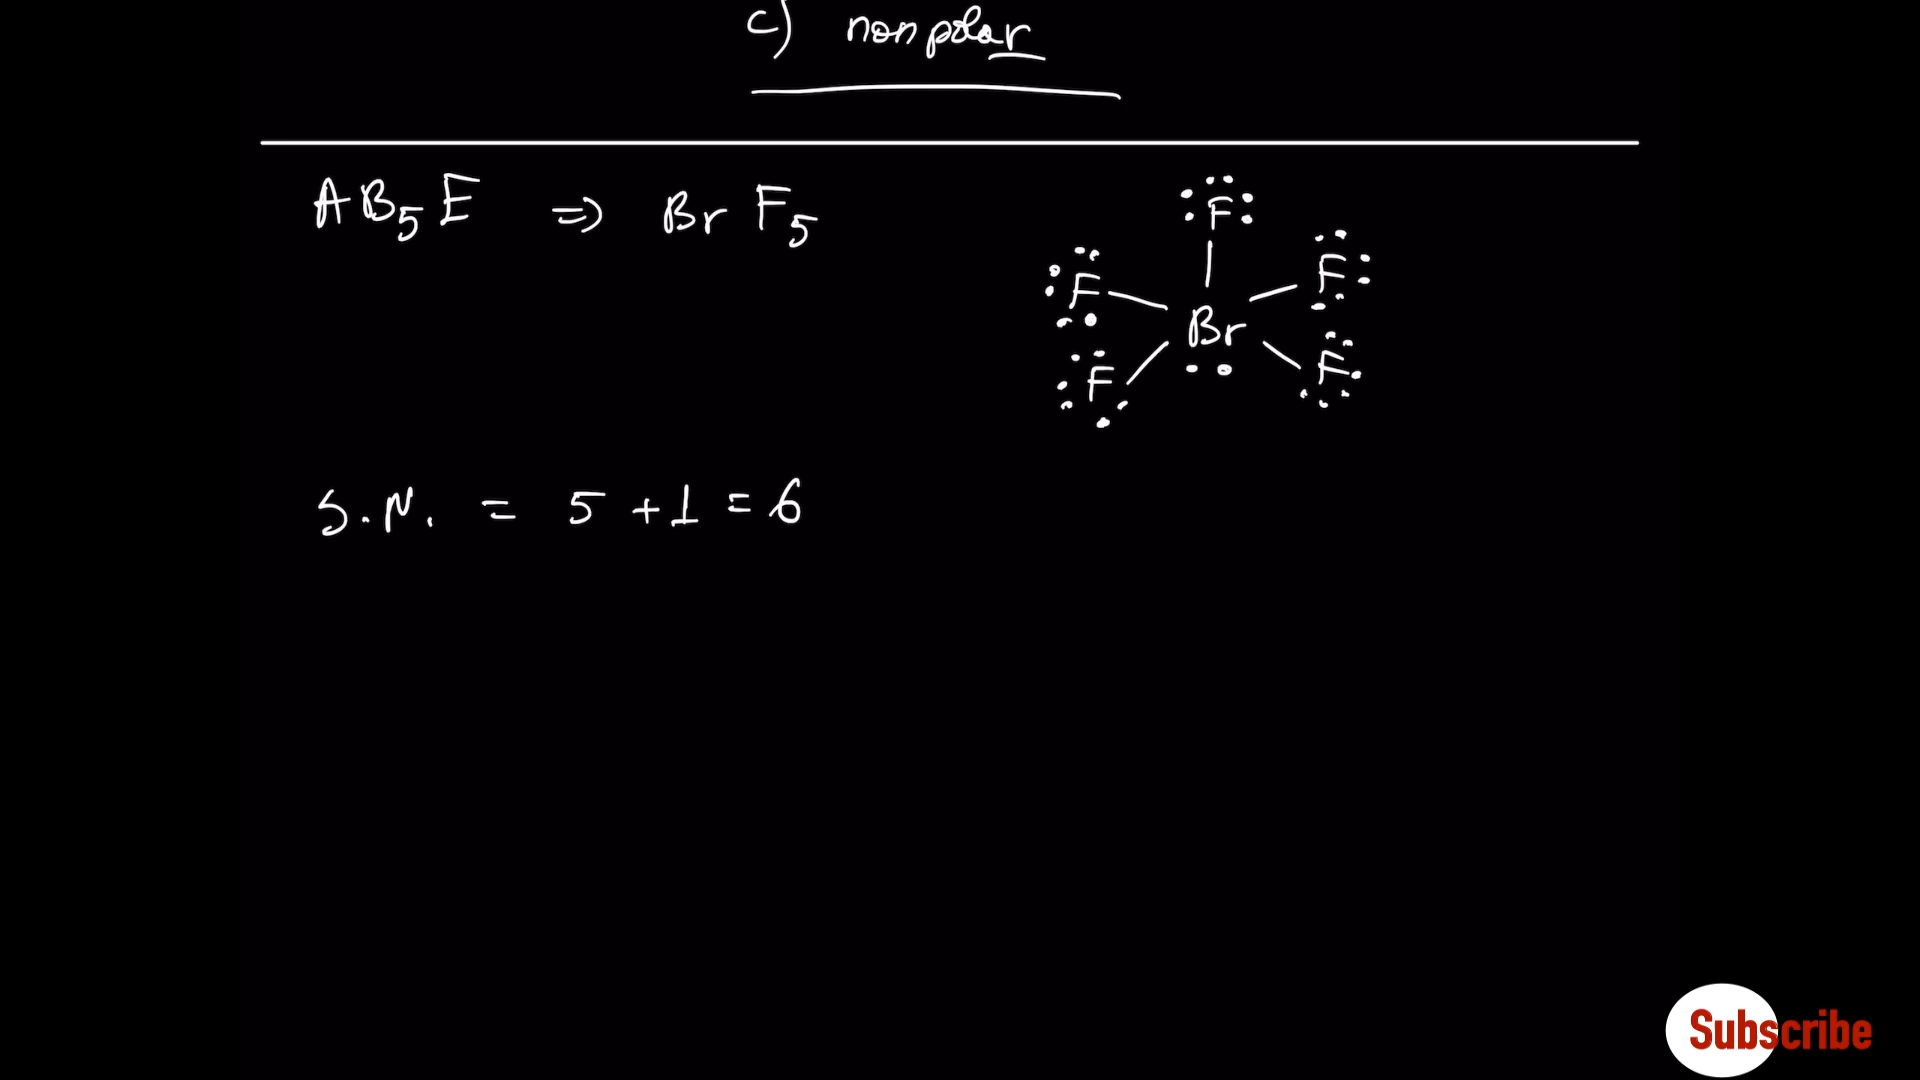 c) nonpolar
AB₅E ⇒ BrF₅
F
F F
Br
F F
S.N. = 5 + 1 = 6
Subscribe